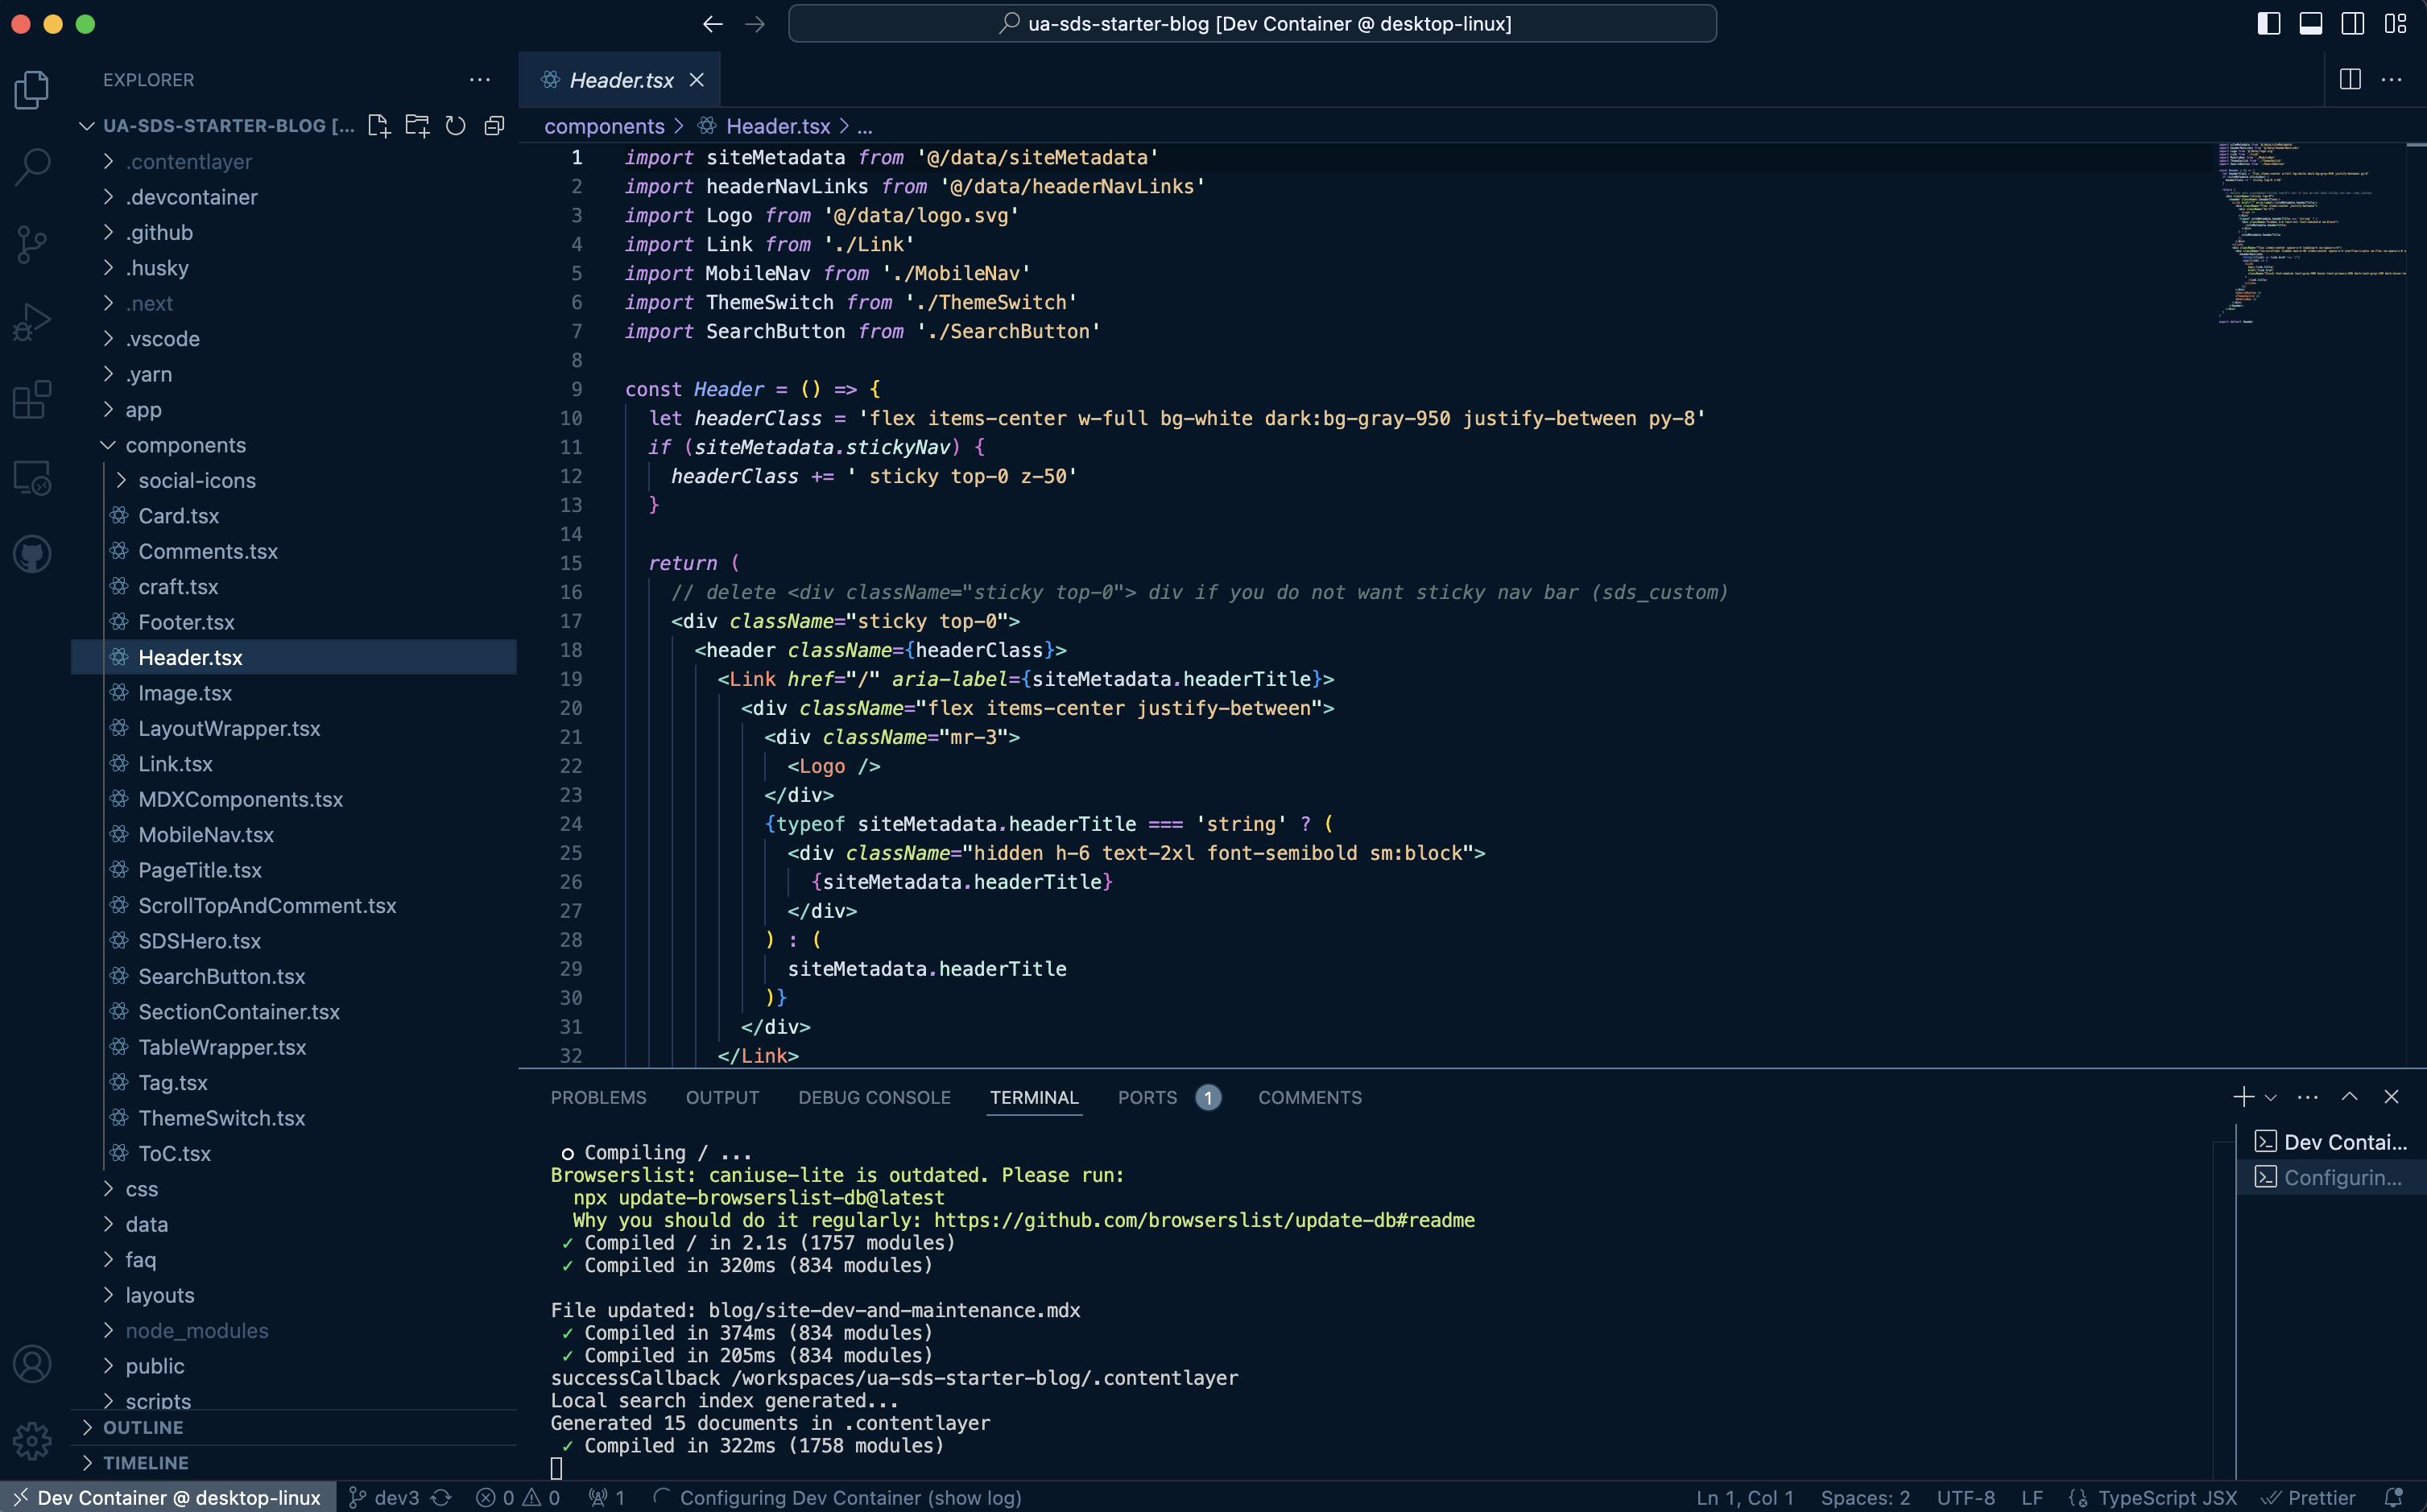 ua-sds-starter-blog [Dev Container @ desktop-linux]
EXPLORER
UA-SDS-STARTER-BLOG [...
.contentlayer
.devcontainer
.github
.husky
.next
.vscode
.yarn
app
components
social-icons
Card.tsx
Comments.tsx
craft.tsx
Footer.tsx
Header.tsx
Image.tsx
LayoutWrapper.tsx
Link.tsx
MDXComponents.tsx
MobileNav.tsx
PageTitle.tsx
ScrollTopAndComment.tsx
SDSHero.tsx
SearchButton.tsx
SectionContainer.tsx
TableWrapper.tsx
Tag.tsx
ThemeSwitch.tsx
ToC.tsx
css
data
faq
layouts
node_modules
public
scripts
OUTLINE
TIMELINE
Header.tsx
components > Header.tsx > ...
1 import siteMetadata from '@/data/siteMetadata'
2 import headerNavLinks from '@/data/headerNavLinks'
3 import Logo from '@/data/logo.svg'
4 import Link from './Link'
5 import MobileNav from './MobileNav'
6 import ThemeSwitch from './ThemeSwitch'
7 import SearchButton from './SearchButton'
8
9 const Header = () => {
10 let headerClass = 'flex items-center w-full bg-white dark:bg-gray-950 justify-between py-8'
11 if (siteMetadata.stickyNav) {
12 headerClass += ' sticky top-0 z-50'
13 }
14
15 return (
16 // delete <div className="sticky top-0"> div if you do not want sticky nav bar (sds_custom)
17 <div className="sticky top-0">
18 <header className={headerClass}>
19 <Link href="/" aria-label={siteMetadata.headerTitle}>
20 <div className="flex items-center justify-between">
21 <div className="mr-3">
22 <Logo />
23 </div>
24 {typeof siteMetadata.headerTitle === 'string' ? (
25 <div className="hidden h-6 text-2xl font-semibold sm:block">
26 {siteMetadata.headerTitle}
27 </div>
28 ) : (
29 siteMetadata.headerTitle
30 )}
31 </div>
32 </Link>
PROBLEMS OUTPUT DEBUG CONSOLE TERMINAL PORTS 1 COMMENTS
○ Compiling / ...
Browserslist: caniuse-lite is outdated. Please run:
npx update-browserslist-db@latest
Why you should do it regularly: https://github.com/browserslist/update-db#readme
✓ Compiled / in 2.1s (1757 modules)
✓ Compiled in 320ms (834 modules)
File updated: blog/site-dev-and-maintenance.mdx
✓ Compiled in 374ms (834 modules)
✓ Compiled in 205ms (834 modules)
successCallback /workspaces/ua-sds-starter-blog/.contentlayer
Local search index generated...
Generated 15 documents in .contentlayer
✓ Compiled in 322ms (1758 modules)
Dev Contai...
Configurin...
Dev Container @ desktop-linux dev3 0 0 1 Configuring Dev Container (show log) Ln 1, Col 1 Spaces: 2 UTF-8 LF TypeScript JSX Prettier